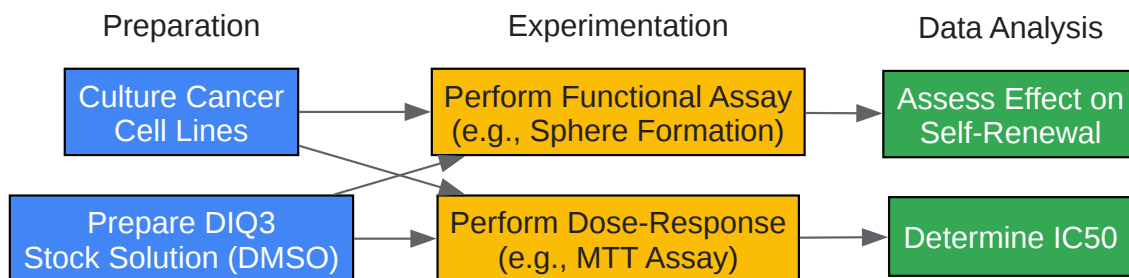 Preparation
Experimentation
Data Analysis
Culture Cancer
Cell Lines
Perform Functional Assay
(e.g., Sphere Formation)
Assess Effect on
Self-Renewal
Prepare DIQ3
Stock Solution (DMSO)
Perform Dose-Response
(e.g., MTT Assay)
Determine IC50